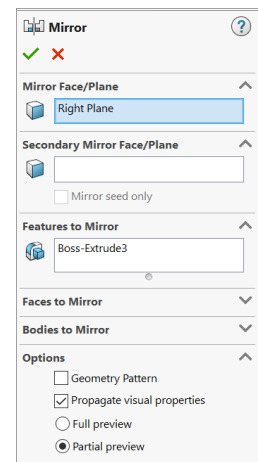 Mirror
?
Mirror Face/Plane
Right Plane
Secondary Mirror Face/Plane
Mirror seed only
Features to Mirror
Boss-Extrude3
Faces to Mirror
Bodies to Mirror
Options
Geometry Pattern
Propagate visual properties
Full preview
Partial preview